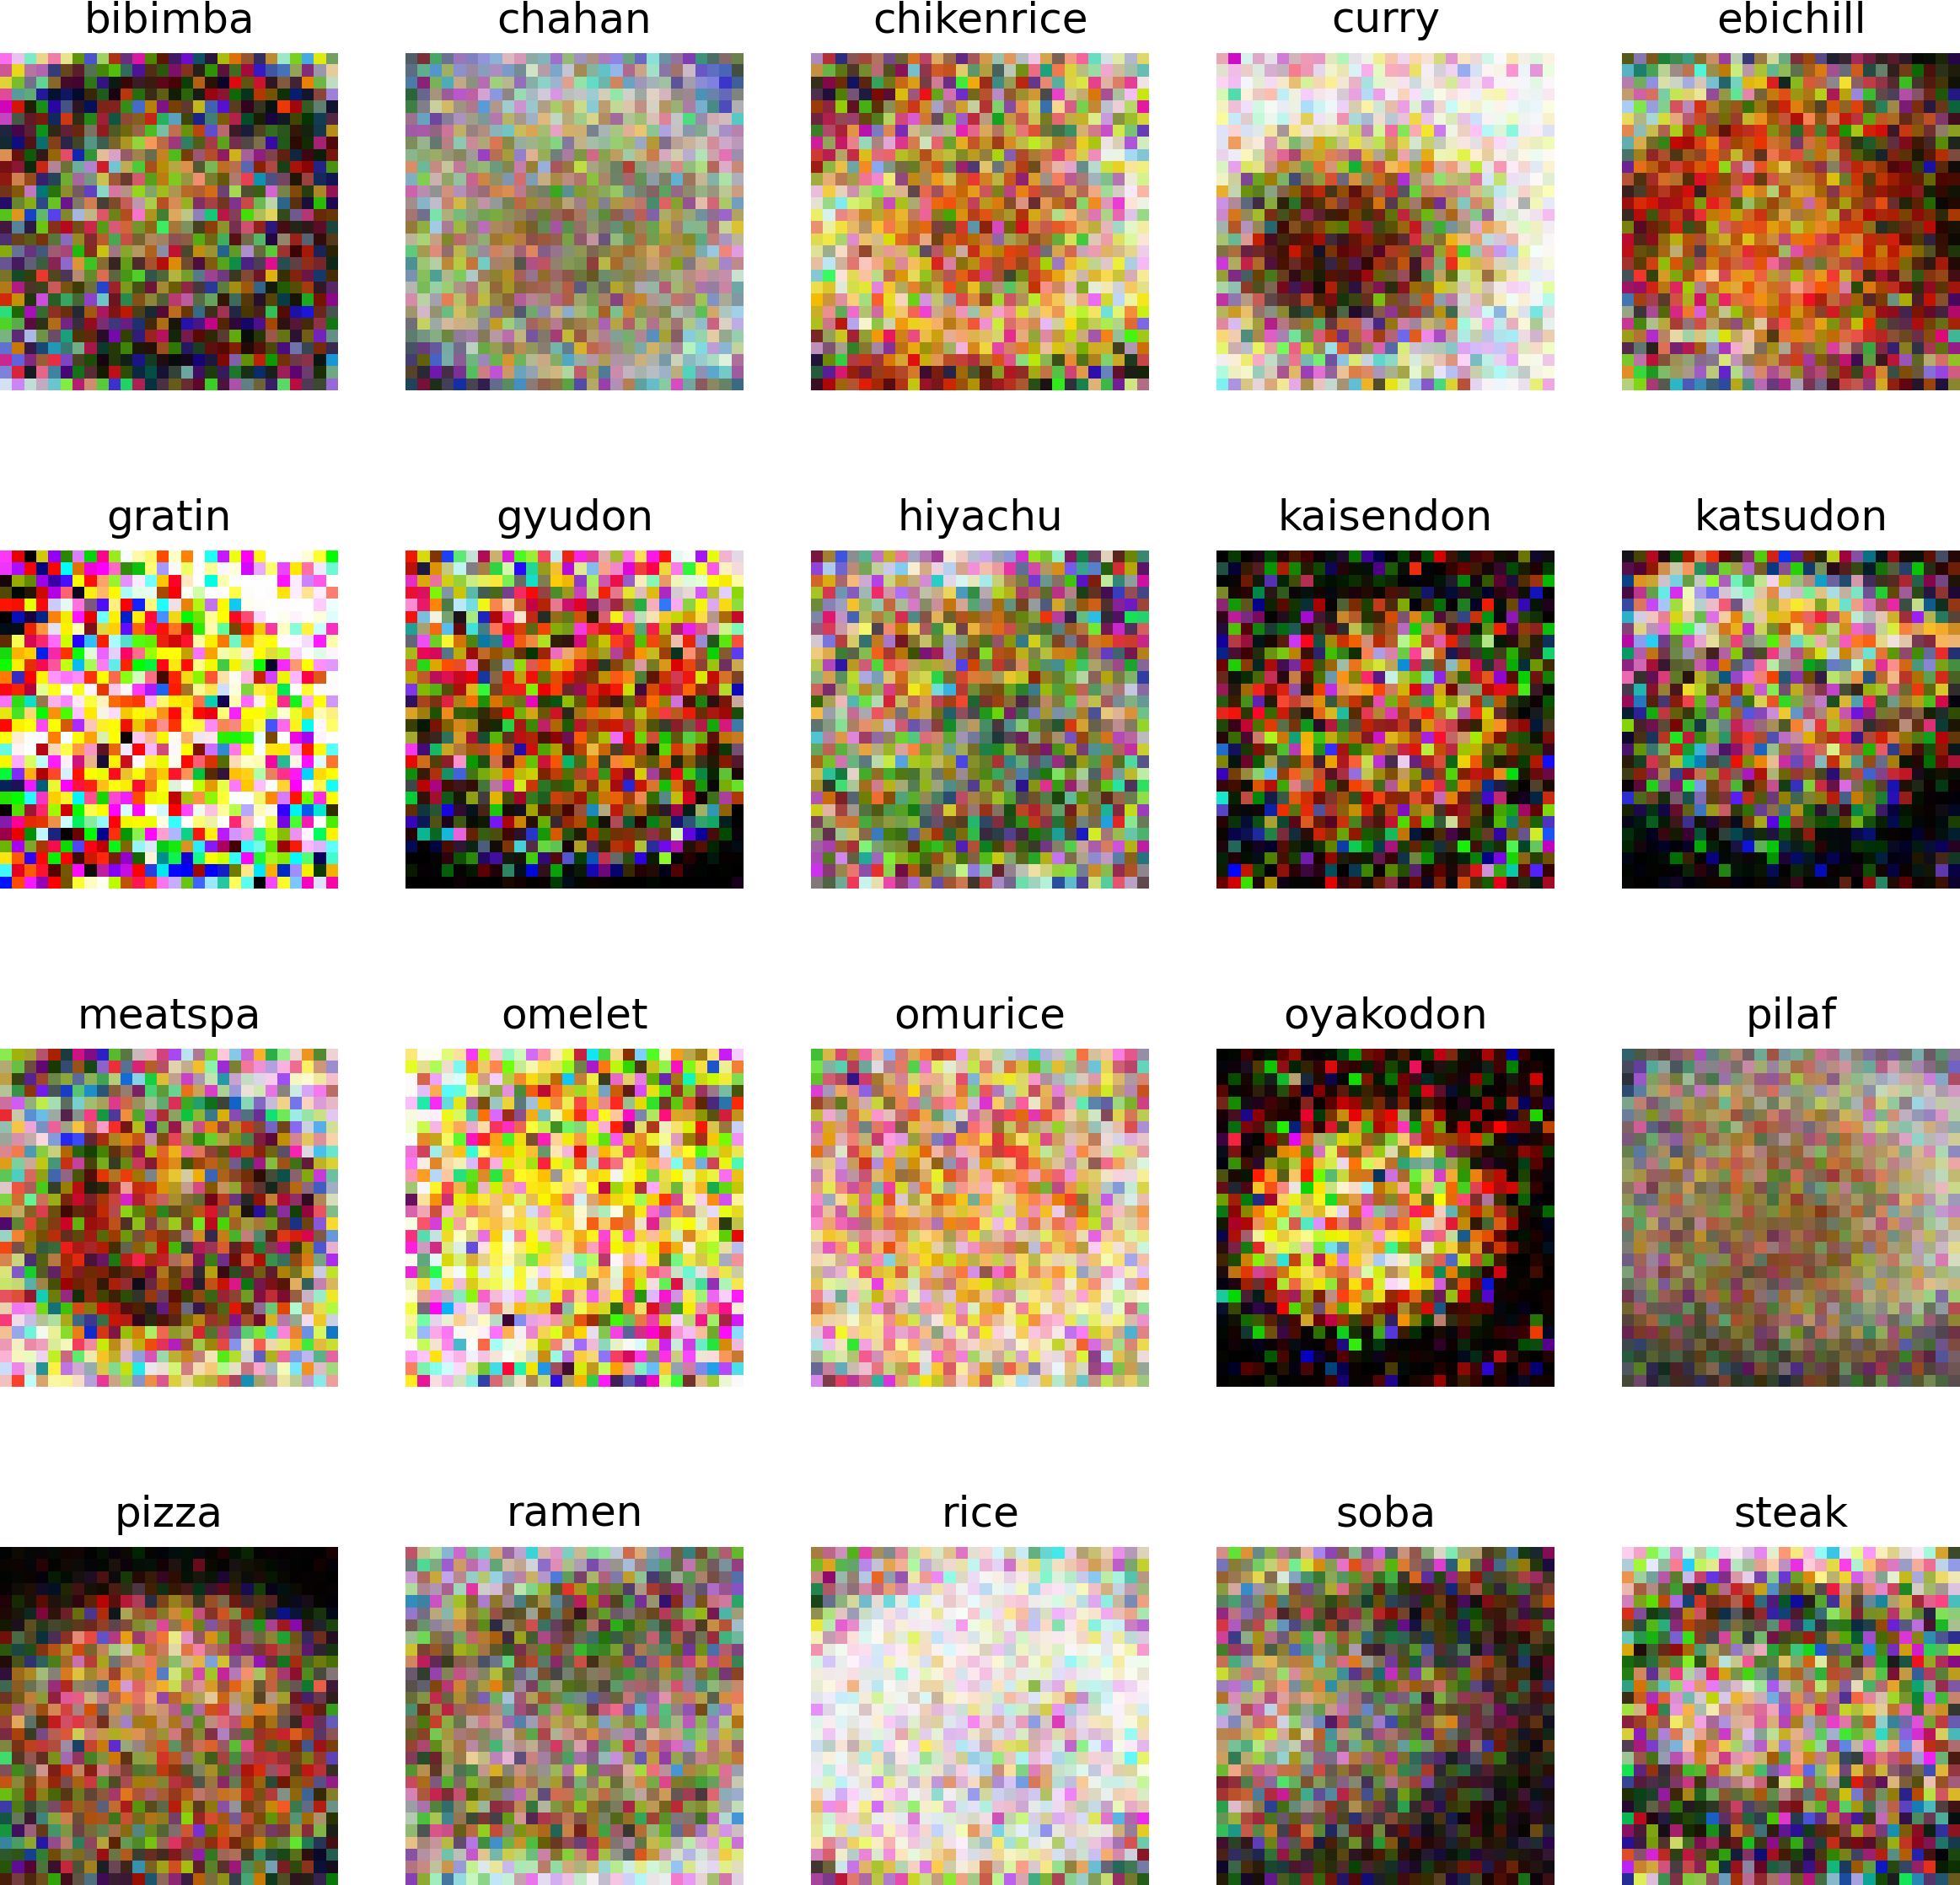 bibimba
chahan
chikenrice
curry
ebichill
gratin
gyudon
hiyachu
kaisendon
katsudon
meatspa
omelet
omurice
oyakodon
pilaf
pizza
ramen
rice
soba
steak